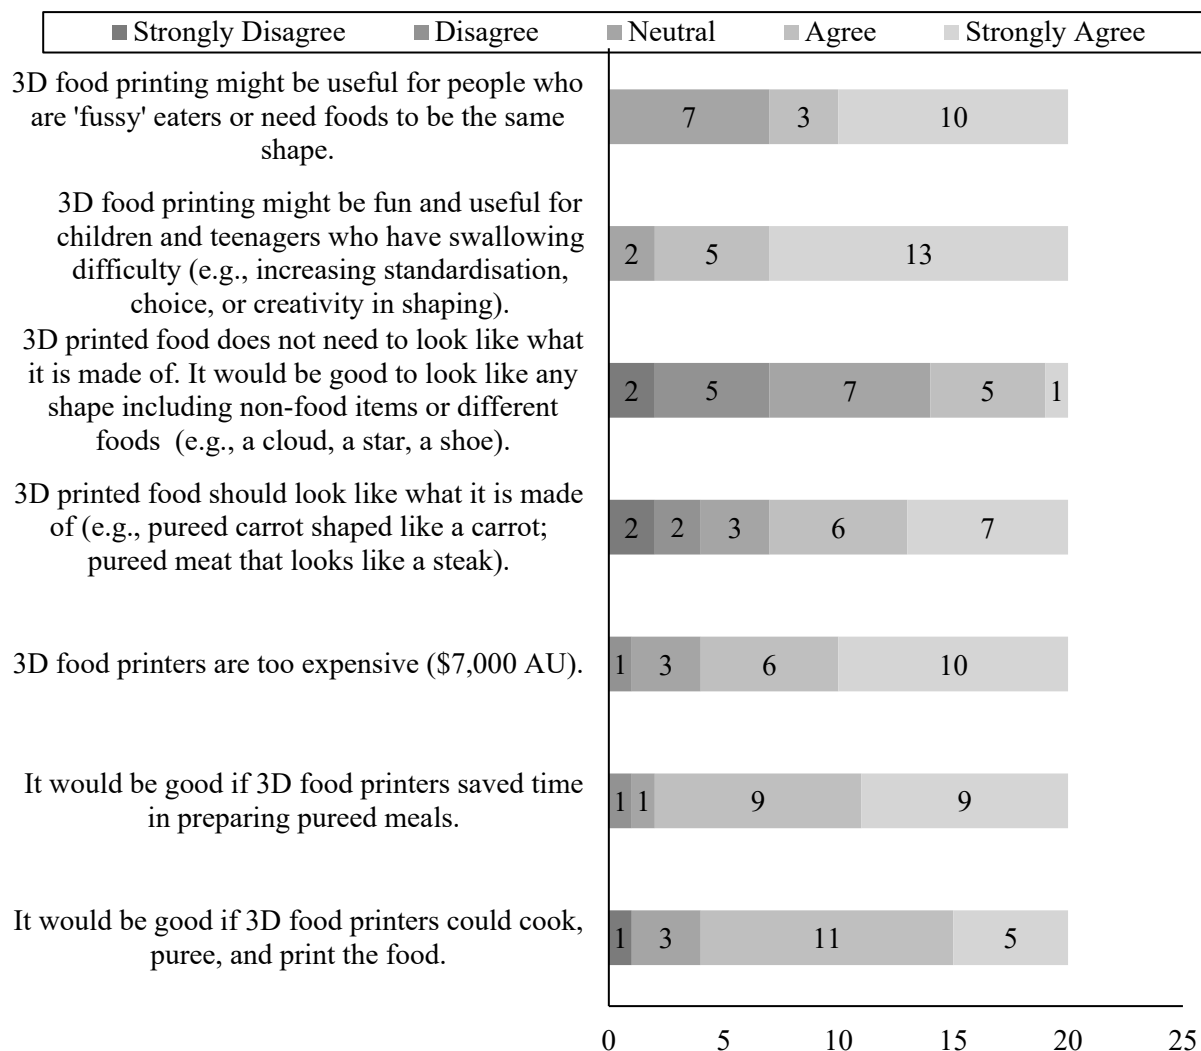 Strongly Disagree Disagree Neutral Agree Strongly Agree
3D food printing might be useful for people who
are 'fussy' eaters or need foods to be the same
shape.
7 3 10
3D food printing might be fun and useful for
children and teenagers who have swallowing
difficulty (e.g., increasing standardisation,
choice, or creativity in shaping).
2 5 13
3D printed food does not need to look like what
it is made of. It would be good to look like any
shape including non-food items or different
foods (e.g., a cloud, a star, a shoe).
2 5 7 5 1
3D printed food should look like what it is made
of (e.g., pureed carrot shaped like a carrot;
pureed meat that looks like a steak).
2 2 3 6 7
3D food printers are too expensive ($7,000 AU).
1 3 6 10
It would be good if 3D food printers saved time
in preparing pureed meals.
1 1 9 9
It would be good if 3D food printers could cook,
puree, and print the food.
1 3 11 5
0 5 10 15 20 25